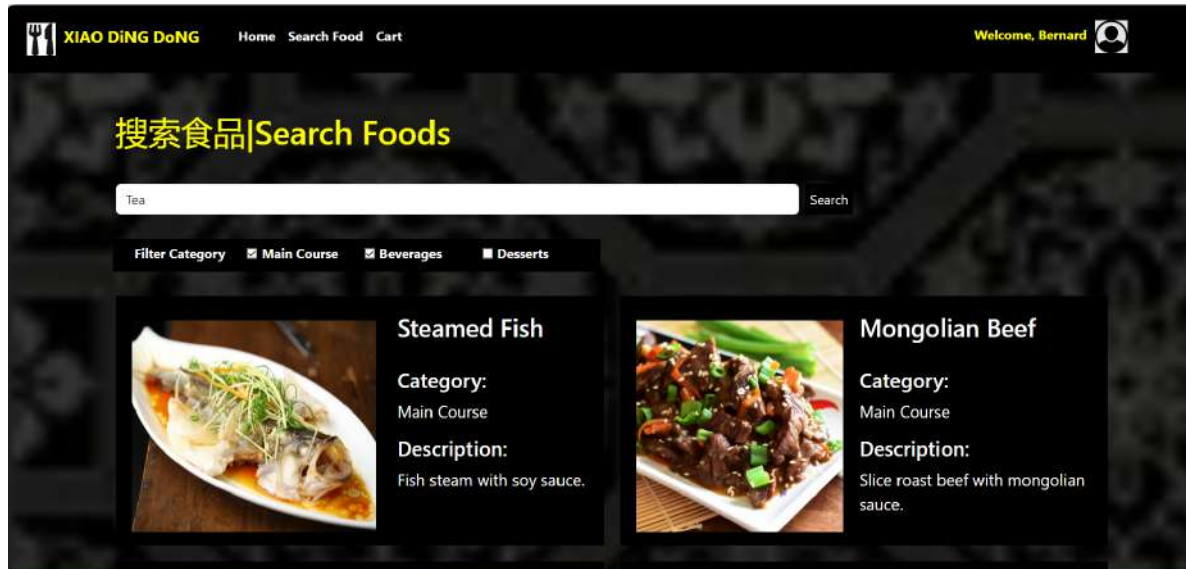 XIAO DiNG DoNG Home Search Food Cart Welcome, Bernard
搜索食品|Search Foods
Tea Search
Filter Category Main Course Beverages Desserts
Steamed Fish
Category:
Main Course
Description:
Fish steam with soy sauce.
Mongolian Beef
Category:
Main Course
Description:
Slice roast beef with mongolian
sauce.